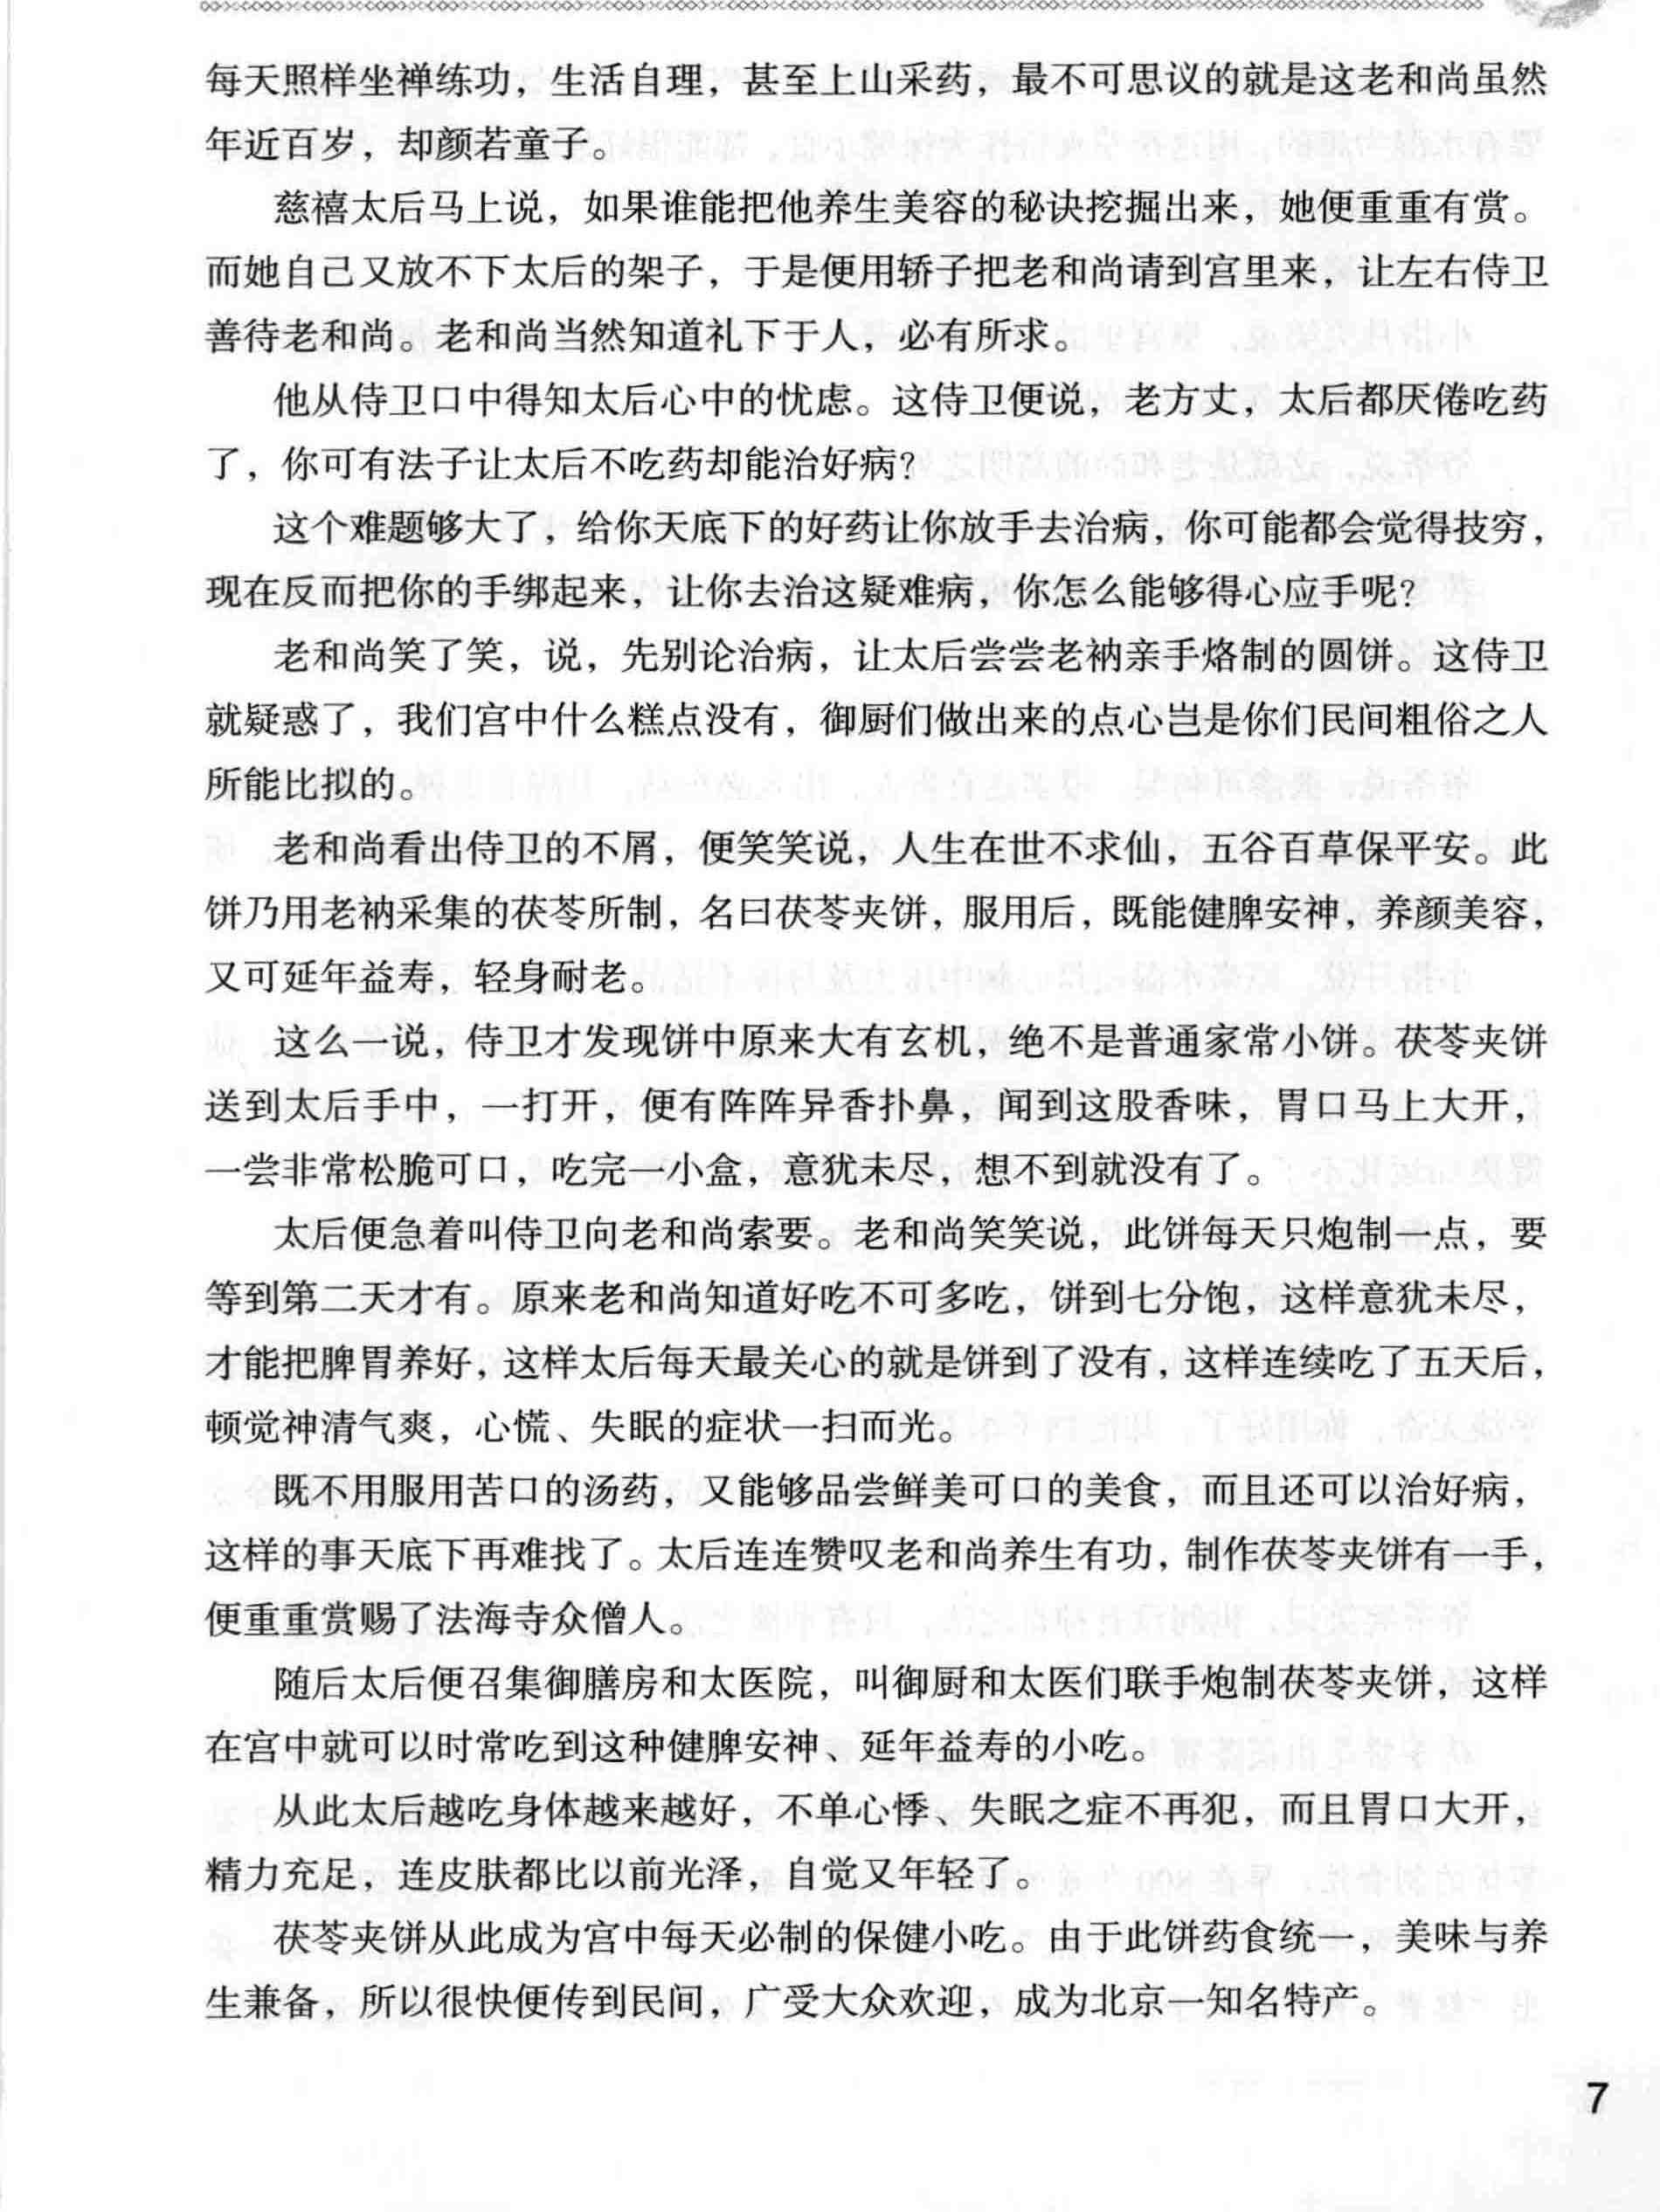 每天照样坐禅练功，生活自理，甚至上山采药，最不可思议的就是这老和尚虽然
年近百岁，却颜若童子。
慈禧太后马上说，如果谁能把他养生美容的秘诀挖掘出来，她便重重有赏。
而她自己又放不下太后的架子，于是便用轿子把老和尚请到宫里来，让左右侍卫
善待老和尚。老和尚当然知道礼下于人，必有所求。
他从侍卫口中得知太后心中的忧虑。这侍卫便说，老方丈，太后都厌倦吃药
了，你可有法子让太后不吃药却能治好病？
这个难题够大了，给你天底下的好药让你放手去治病，你可能都会觉得技穷，
现在反而把你的手绑起来，让你去治这疑难病，你怎么能够得心应手呢？
老和尚笑了笑，说，先别论治病，让太后尝尝老衲亲手烙制的圆饼。这侍卫
就疑惑了，我们宫中什么糕点没有，御厨们做出来的点心岂是你们民间粗俗之人
所能比拟的。
老和尚看出侍卫的不屑，便笑笑说，人生在世不求仙，五谷百草保平安。此
饼乃用老衲采集的茯苓所制，名曰茯苓夹饼，服用后，既能健脾安神，养颜美容，
又可延年益寿，轻身耐老。
这么一说，侍卫才发现饼中原来大有玄机，绝不是普通家常小饼。茯苓夹饼
送到太后手中，一打开，便有阵阵异香扑鼻，闻到这股香味，胃口马上大开，
一尝非常松脆可口，吃完一小盒，意犹未尽，想不到就没有了。
太后便急着叫侍卫向老和尚索要。老和尚笑笑说，此饼每天只炮制一点，要
等到第二天才有。原来老和尚知道好吃不可多吃，饼到七分饱，这样意犹未尽，
才能把脾胃养好，这样太后每天最关心的就是饼到了没有，这样连续吃了五天后，
顿觉神清气爽，心慌、失眠的症状一扫而光。
既不用服用苦口的汤药，又能够品尝鲜美可口的美食，而且还可以治好病，
这样的事天底下再难找了。太后连连赞叹老和尚养生有功，制作茯苓夹饼有一手，
便重重赏赐了法海寺众僧人。
随后太后便召集御膳房和太医院，叫御厨和太医们联手炮制茯苓夹饼，这样
在宫中就可以时常吃到这种健脾安神、延年益寿的小吃。
从此太后越吃身体越来越好，不单心悸、失眠之症不再犯，而且胃口大开，
精力充足，连皮肤都比以前光泽，自觉又年轻了。
茯苓夹饼从此成为宫中每天必制的保健小吃。由于此饼药食统一，美味与养
生兼备，所以很快便传到民间，广受大众欢迎，成为北京一知名特产。
7